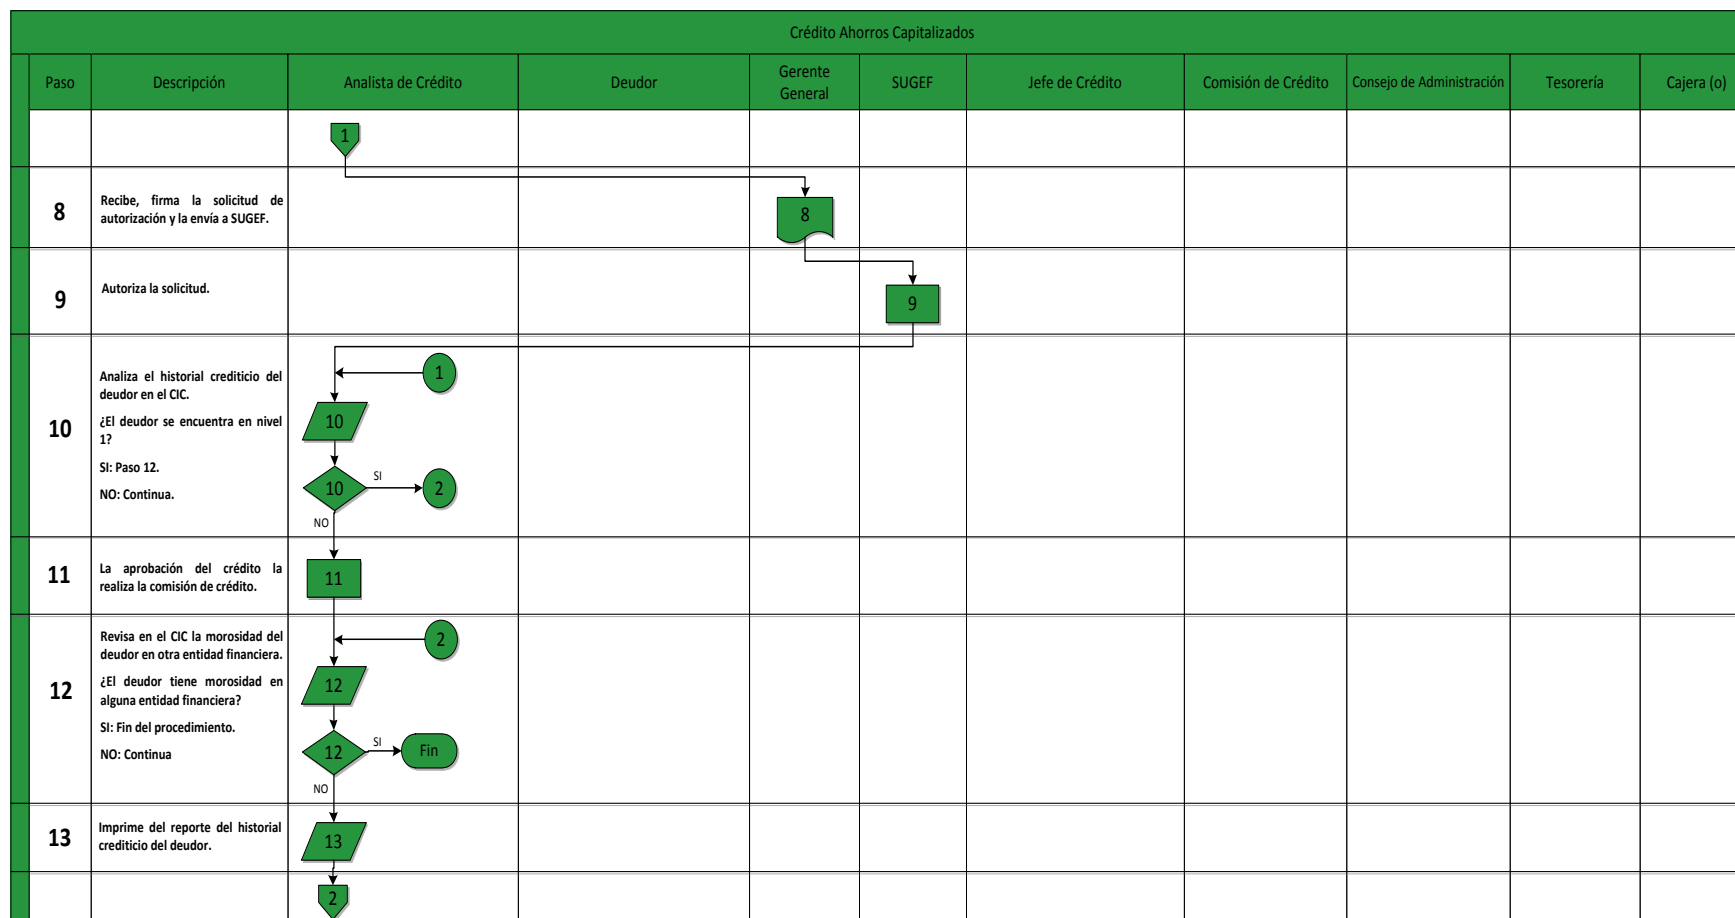 Crédito Ahorros Capitalizados
Paso
Descripción
Analista de Crédito
Deudor
Gerente
General
SUGEF
Jefe de Crédito
Comisión de Crédito
Consejo de Administración
Tesorería
Cajera (o)
1
8
Recibe, firma la solicitud de
autorización y la envía a SUGEF.
8
9
Autoriza la solicitud.
9
10
Analiza el historial crediticio del
deudor en el CIC.
¿El deudor se encuentra en nivel
1?
SI: Paso 12.
NO: Continua.
1
10
10
SI
2
NO
11
La aprobación del crédito la
realiza la comisión de crédito.
11
12
Revisa en el CIC la morosidad del
deudor en otra entidad financiera.
¿El deudor tiene morosidad en
alguna entidad financiera?
SI: Fin del procedimiento.
NO: Continua
2
12
12
SI
Fin
NO
13
Imprime del reporte del historial
crediticio del deudor.
13
2